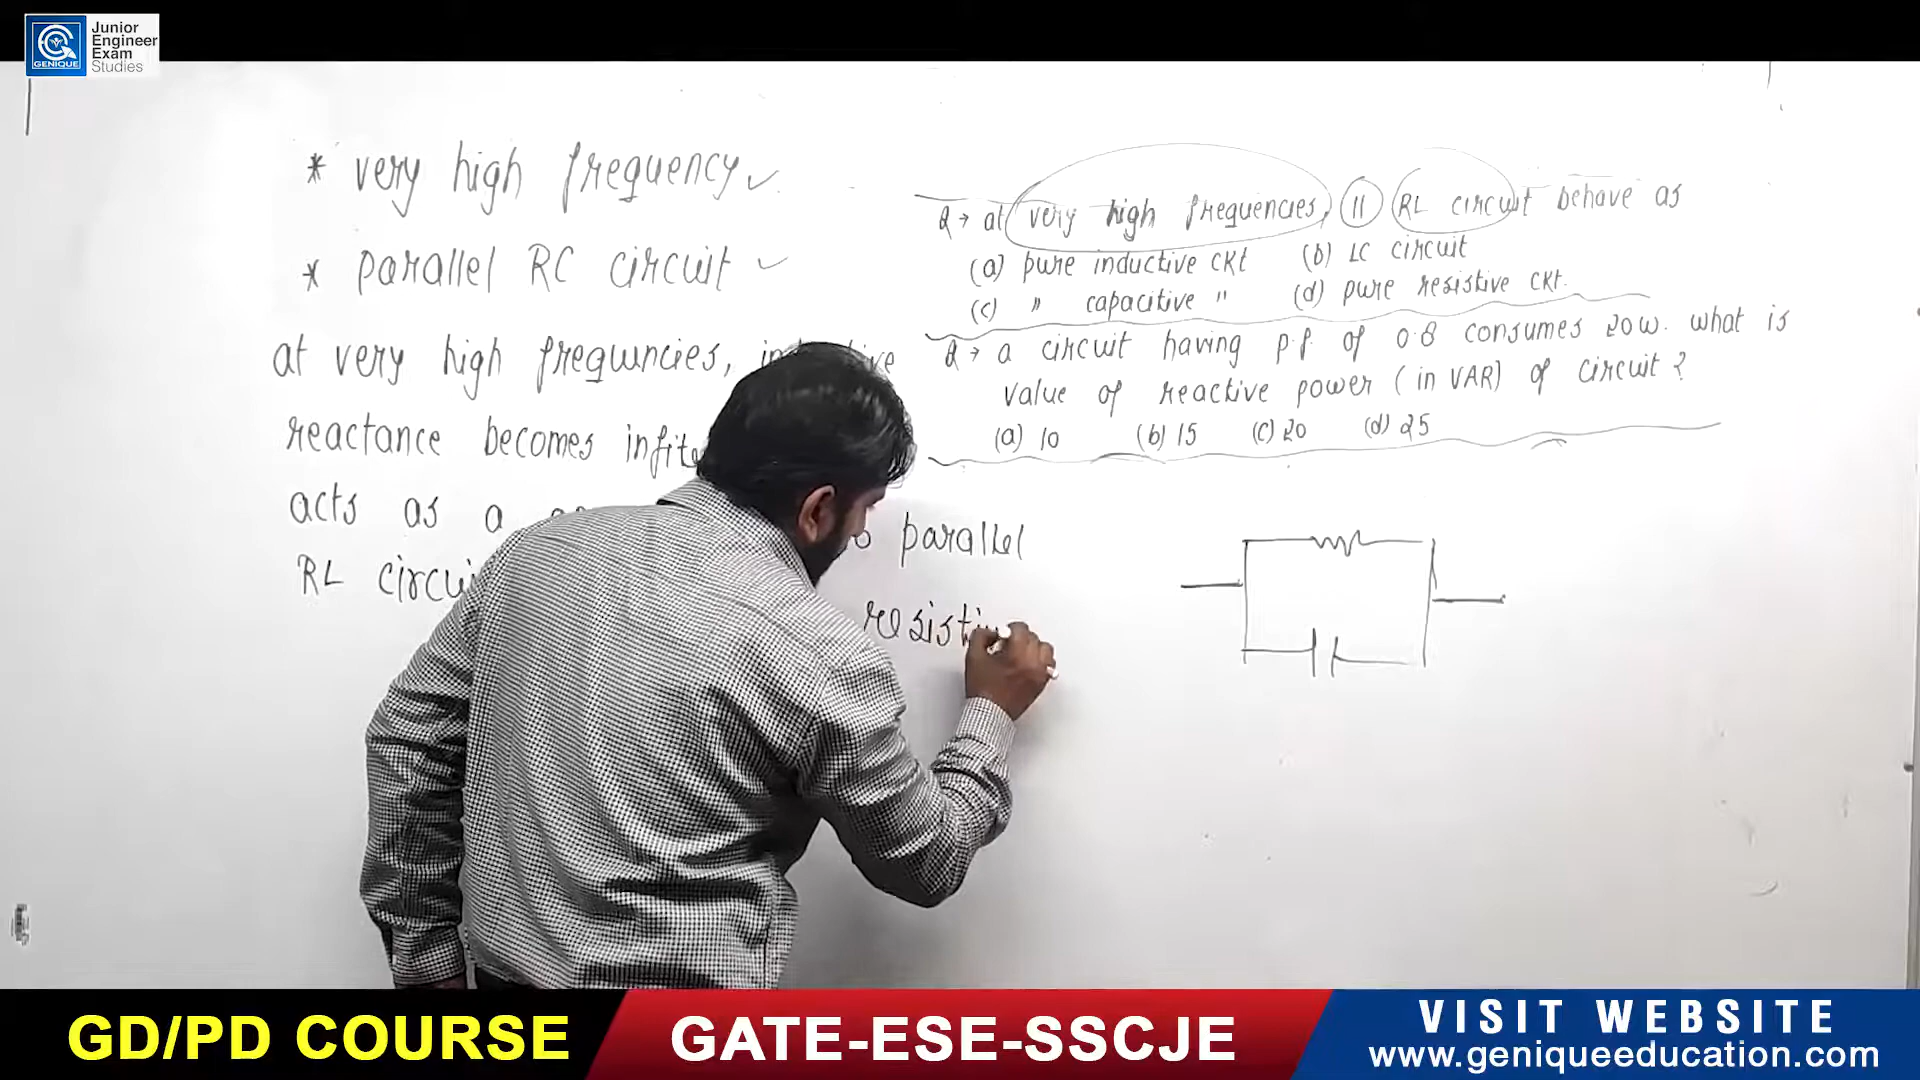 Junior
Engineer
Exam
Studies
GENIQUE
* very high frequency ✓
* parallel RC circuit ✓
at very high frequncies,
reactance becomes infite
acts as a
parallel
RL
resistiv
Q → at very high frequencies, || RL circuit behave as
(a) pure inductive CKt (b) LC circuit
(c) " capacitive " (d) pure resistive CKt.
Q → a circuit having p.f. of 0.8 consumes 20w. what is
value of reactive power (in VAR) of circuit?
(a) 10 (b) 15 (c) 20 (d) 25
GD/PD COURSE
GATE-ESE-SSCJE
VISIT WEBSITE
www.geniqueeducation.com